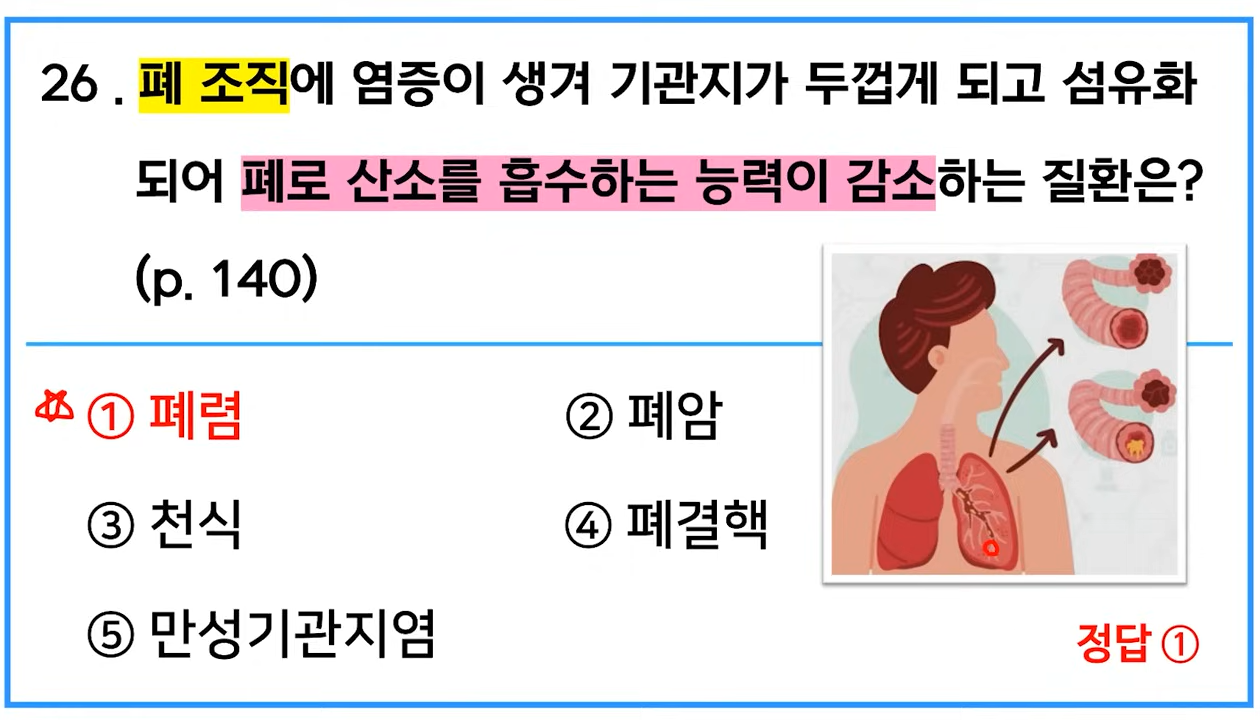 26. 폐 조직에 염증이 생겨 기관지가 두껍게 되고 섬유화
되어 폐로 산소를 흡수하는 능력이 감소하는 질환은?
(p. 140)
① 폐렴
② 폐암
③ 천식
④ 폐결핵
⑤ 만성기관지염
정답 ①